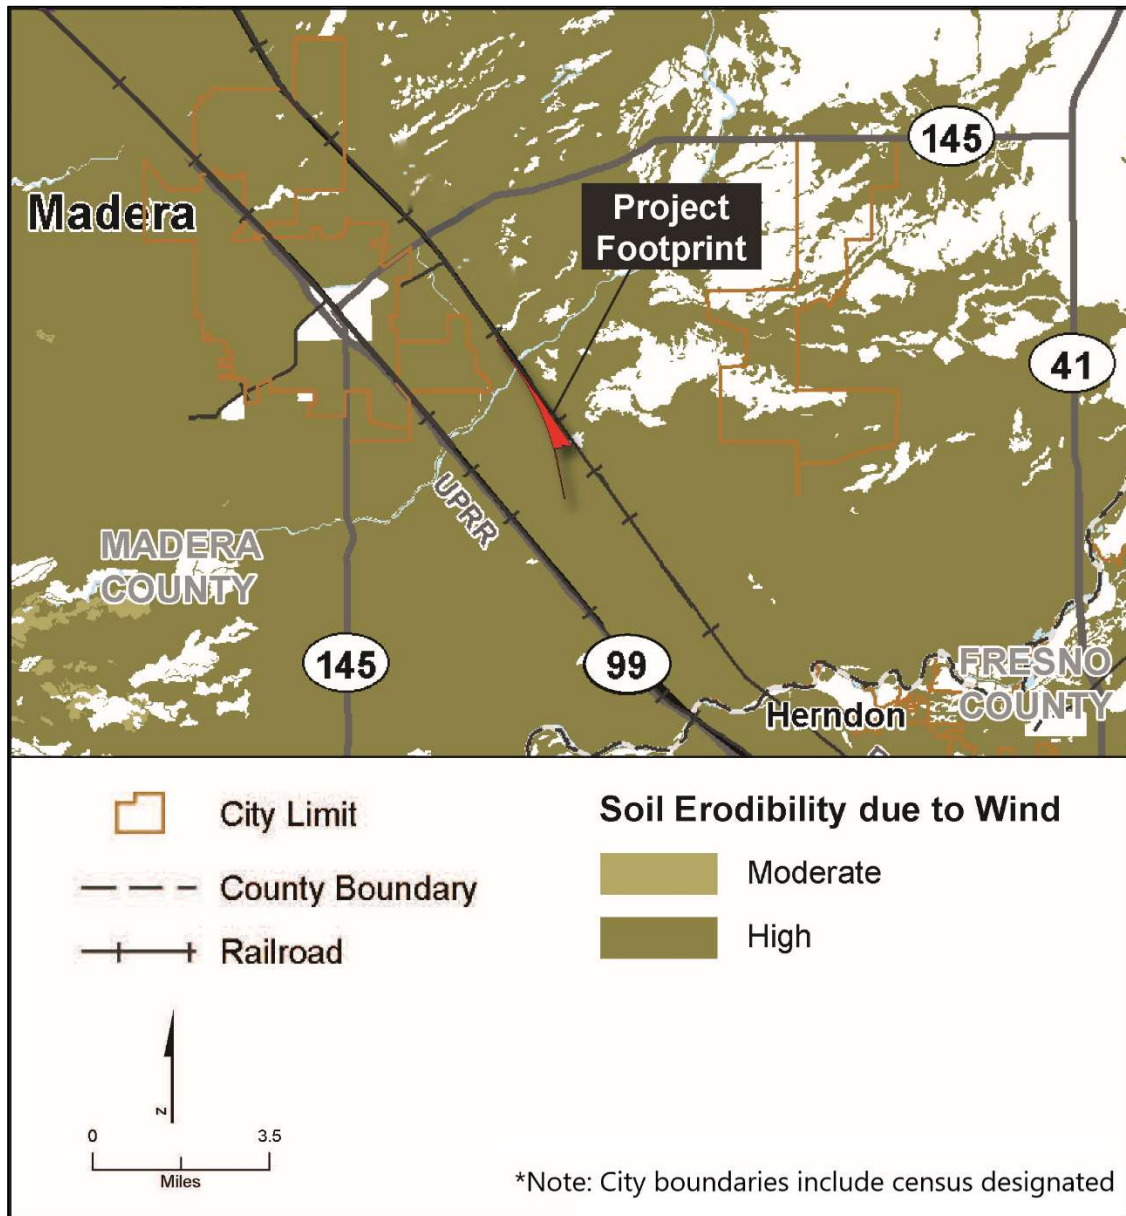 145
Madera
Project
Footprint
41
UPRR
MADERA
COUNTY
145
99
FRESNO
COUNTY
Herndon
City Limit
County Boundary
Railroad
Soil Erodibility due to Wind
Moderate
High
N
0 3.5
Miles
*Note: City boundaries include census designated